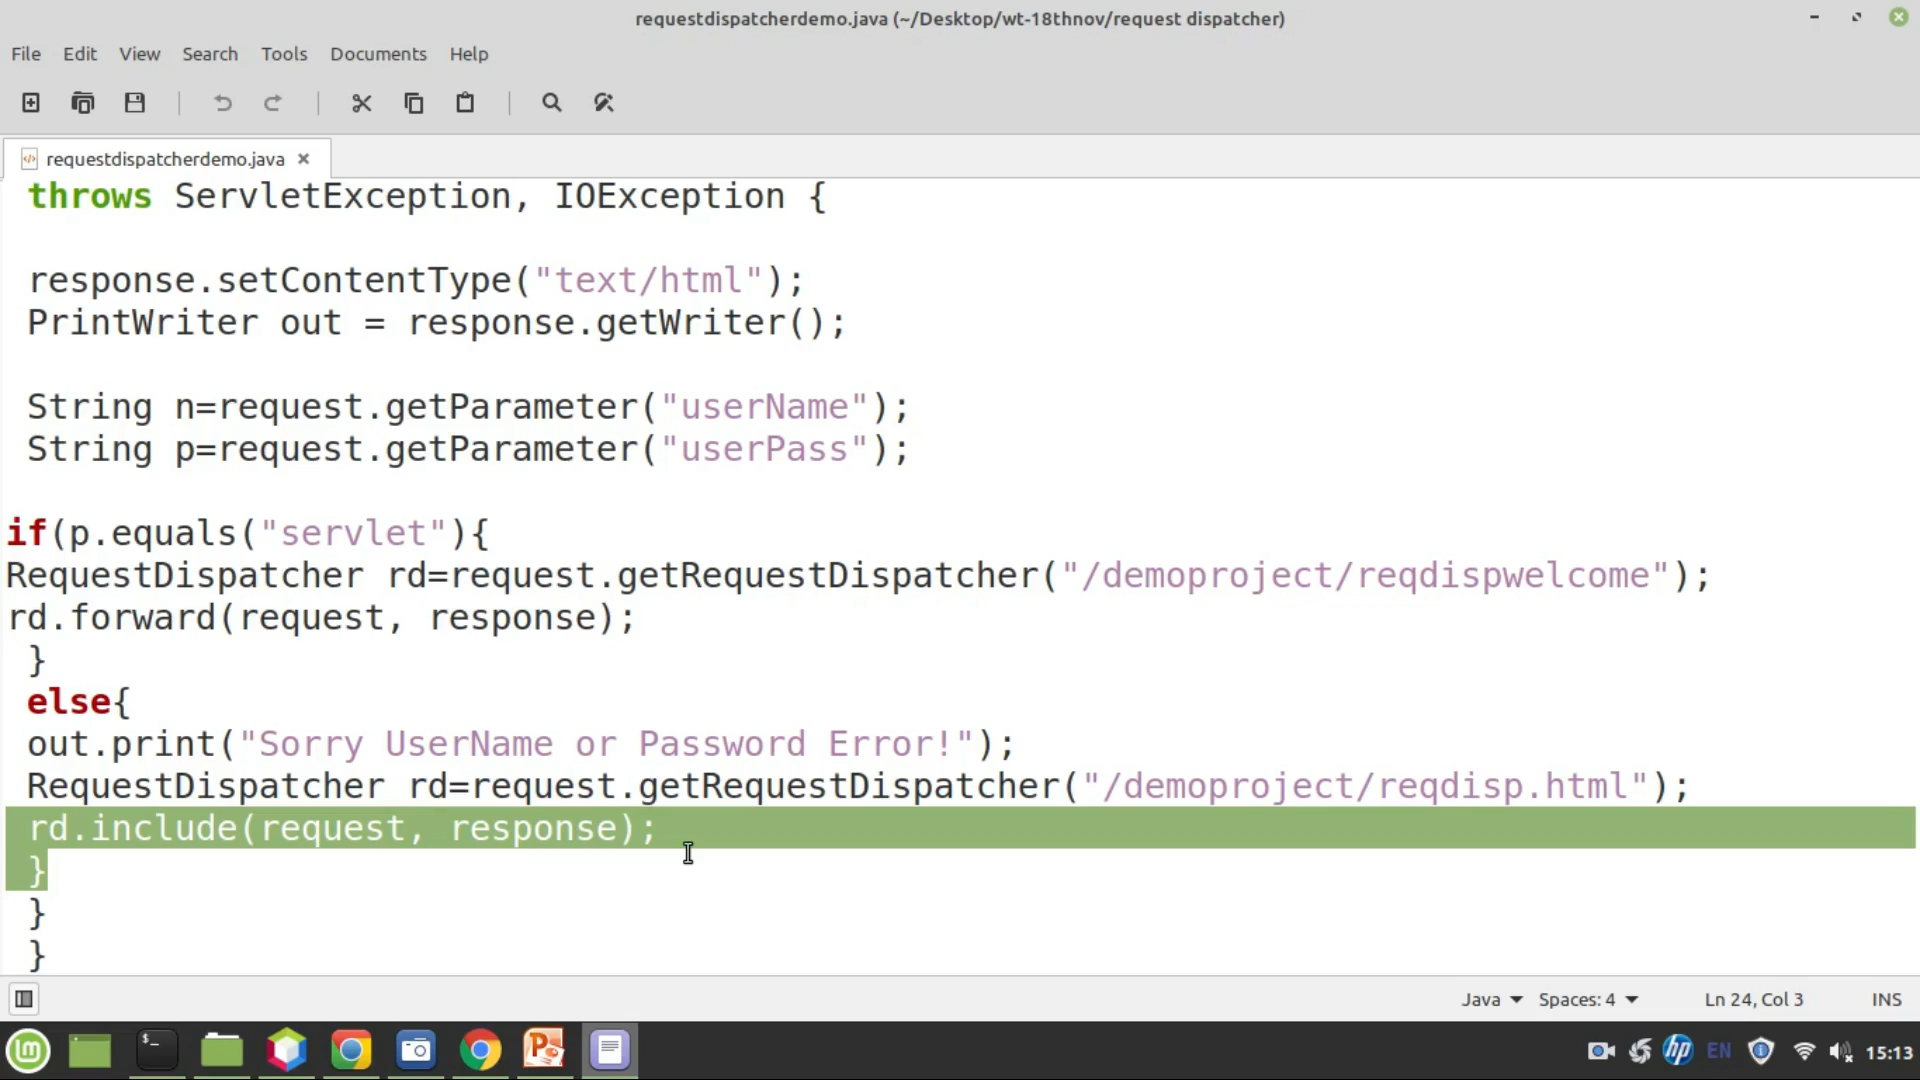 requestdispatcherdemo.java (~/Desktop/wt-18thnov/request dispatcher)
File Edit View Search Tools Documents Help
requestdispatcherdemo.java
throws ServletException, IOException {
response.setContentType("text/html");
PrintWriter out = response.getWriter();
String n=request.getParameter("userName");
String p=request.getParameter("userPass");
if(p.equals("servlet"){
RequestDispatcher rd=request.getRequestDispatcher("/demoproject/reqdispwelcome");
rd.forward(request, response);
}
else{
out.print("Sorry UserName or Password Error!");
RequestDispatcher rd=request.getRequestDispatcher("/demoproject/reqdisp.html");
rd.include(request, response);
}
}
}
Java Spaces: 4 Ln 24, Col 3 INS
EN 15:13